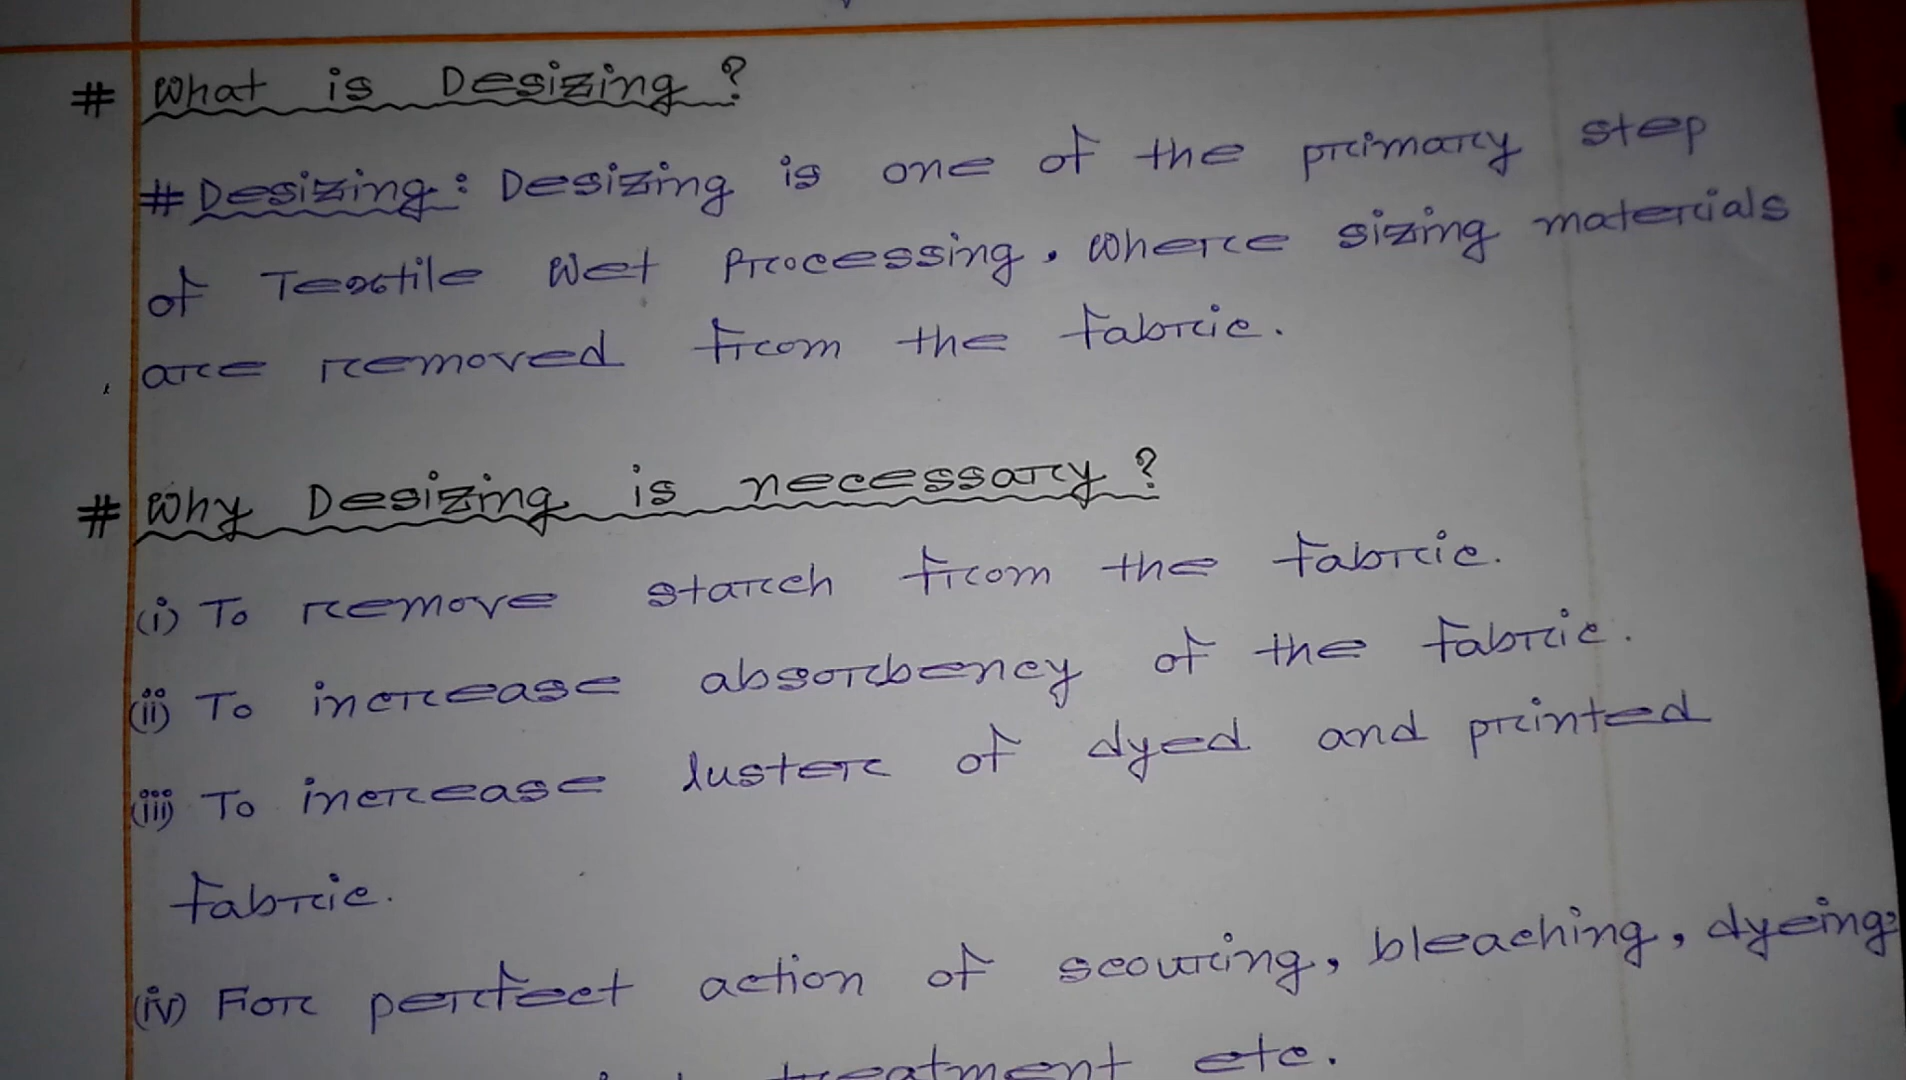 # What is Desizing ?
# Desizing : Desizing is one of the primary step
of Textile Wet Processing. Where sizing materials
are removed from the fabric.
# Why Desizing is necessary ?
(i) To remove starch from the fabric.
(ii) To increase absorbency of the fabric.
(iii) To increase luster of dyed and printed
fabric.
(iv) For perfect action of scouring, bleaching, dyeing,
treatment etc.